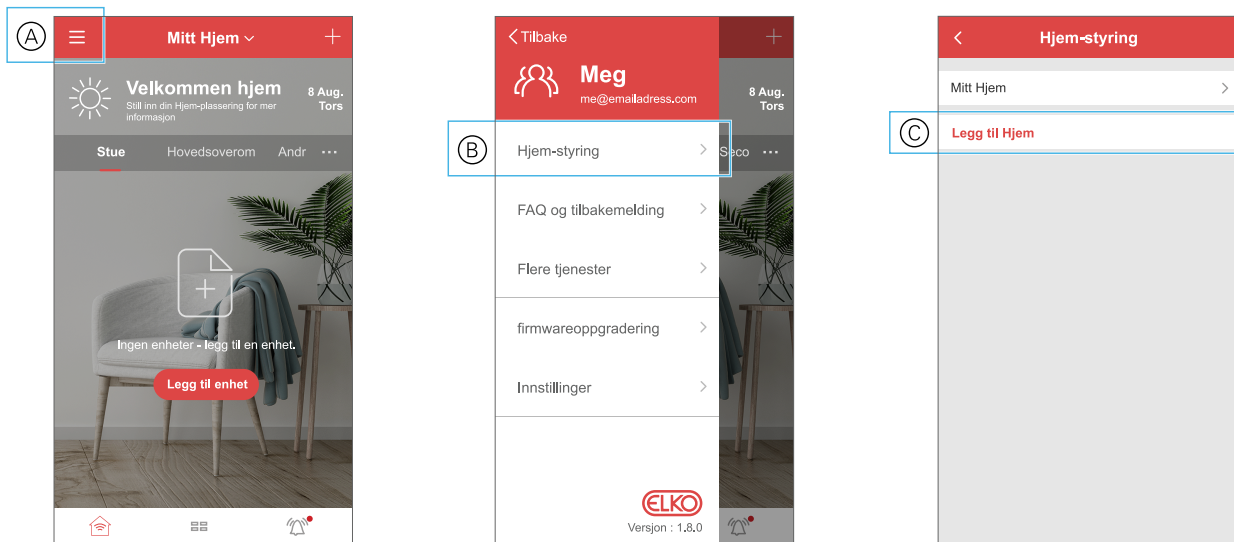 A
Mitt Hjem
Velkommen hjem
Still inn din Hjem-plassering for mer
informasjon
8 Aug.
Tors
Stue Hovedsoverom Andr ...
Ingen enheter - legg til en enhet.
Legg til enhet
Tilbake
Meg
me@emailadress.com
8 Aug.
Tors
B
Hjem-styring
Seco ...
FAQ og tilbakemelding
Flere tjenester
firmwareoppgradering
Innstillinger
ELKO
Versjon : 1.8.0
Hjem-styring
Mitt Hjem
C
Legg til Hjem